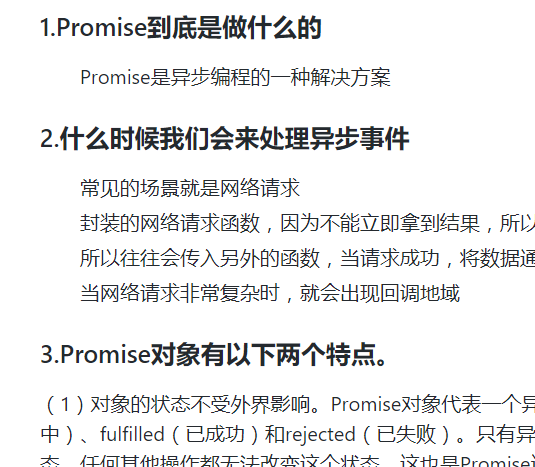 1.Promise到底是做什么的
Promise是异步编程的一种解决方案
2.什么时候我们会来处理异步事件
常见的场景就是网络请求
封装的网络请求函数，因为不能立即拿到结果，所以
所以往往会传入另外的函数，当请求成功，将数据通
当网络请求非常复杂时，就会出现回调地域
3.Promise对象有以下两个特点。
（1）对象的状态不受外界影响。Promise对象代表一个异
中）、fulfilled（已成功）和rejected（已失败）。只有异
态，任何其他操作都无法改变这个状态。这也是Promise